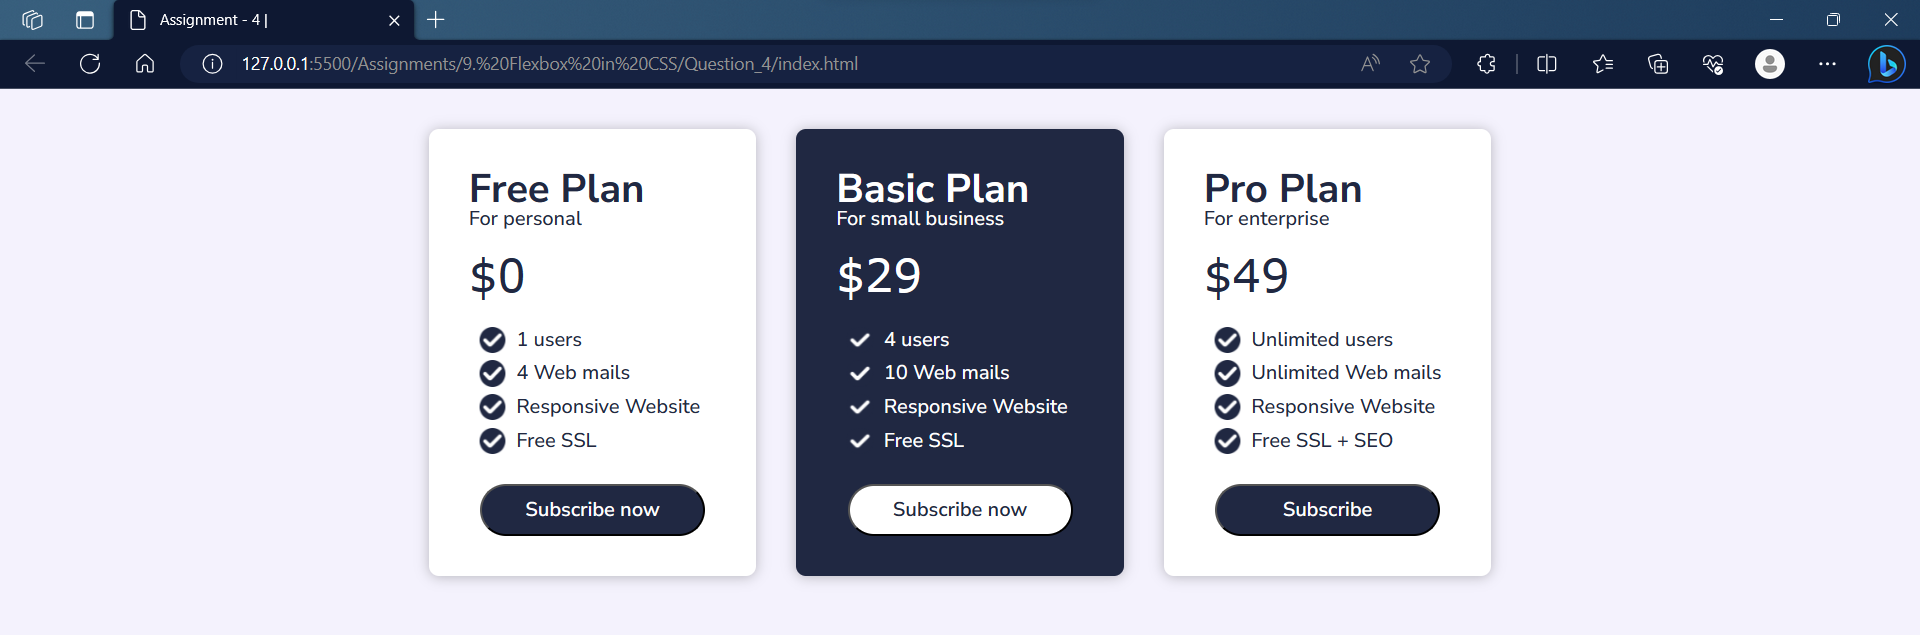 Assignment - 4 |
127.0.0.1:5500/Assignments/9.%20Flexbox%20in%20CSS/Question_4/index.html
Free Plan
For personal
$0
1 users
4 Web mails
Responsive Website
Free SSL
Subscribe now
Basic Plan
For small business
$29
4 users
10 Web mails
Responsive Website
Free SSL
Subscribe now
Pro Plan
For enterprise
$49
Unlimited users
Unlimited Web mails
Responsive Website
Free SSL + SEO
Subscribe